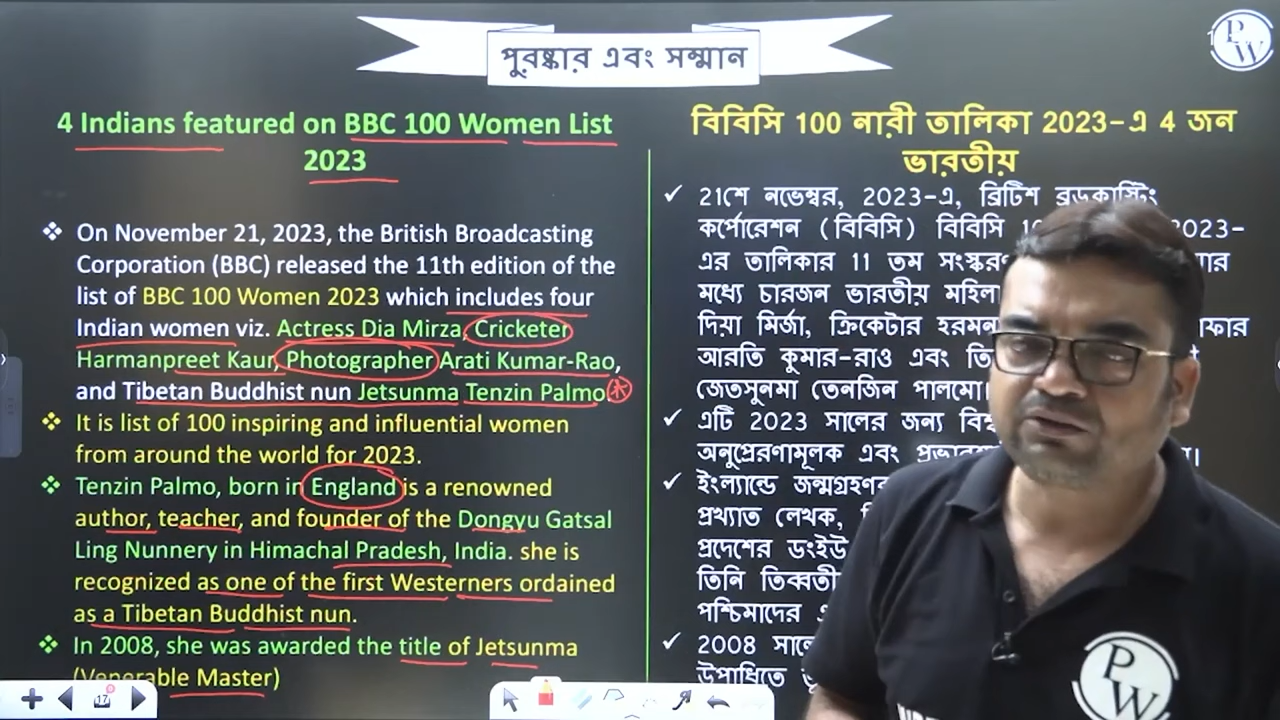 পুরষ্কার এবং সম্মান
PW
4 Indians featured on BBC 100 Women List
2023
❖ On November 21, 2023, the British Broadcasting
Corporation (BBC) released the 11th edition of the
list of BBC 100 Women 2023 which includes four
Indian women viz. Actress Dia Mirza, Cricketer
Harmanpreet Kaur, Photographer Arati Kumar-Rao,
and Tibetan Buddhist nun Jetsunma Tenzin Palmo
❖ It is list of 100 inspiring and influential women
from around the world for 2023.
❖ Tenzin Palmo, born in England is a renowned
author, teacher, and founder of the Dongyu Gatsal
Ling Nunnery in Himachal Pradesh, India. she is
recognized as one of the first Westerners ordained
as a Tibetan Buddhist nun.
❖ In 2008, she was awarded the title of Jetsunma
(Venerable Master)
বিবিসি 100 নারী তালিকা 2023-এ 4 জন
ভারতীয়
✓ 21শে নভেম্বর, 2023-এ, ব্রিটিশ ব্রডকাস্টিং
কর্পোরেশন (বিবিসি) বিবিসি 2023-
এর তালিকার 11 তম
মধ্যে চারজন ভারতীয়
দিয়া মির্জা, ক্রিকেটার
আরতি কুমার-রাও এবং
জেতসুনমা তেনজিন পালমো।
✓ এটি 2023 সালের জন্য
অনুপ্রেরণামূলক এবং
✓ ইংল্যান্ডে
প্রখ্যাত লেখক,
প্রদেশের
তিনি
পশ্চিমাদের
✓ 2008
উপাধিতে
17
PW